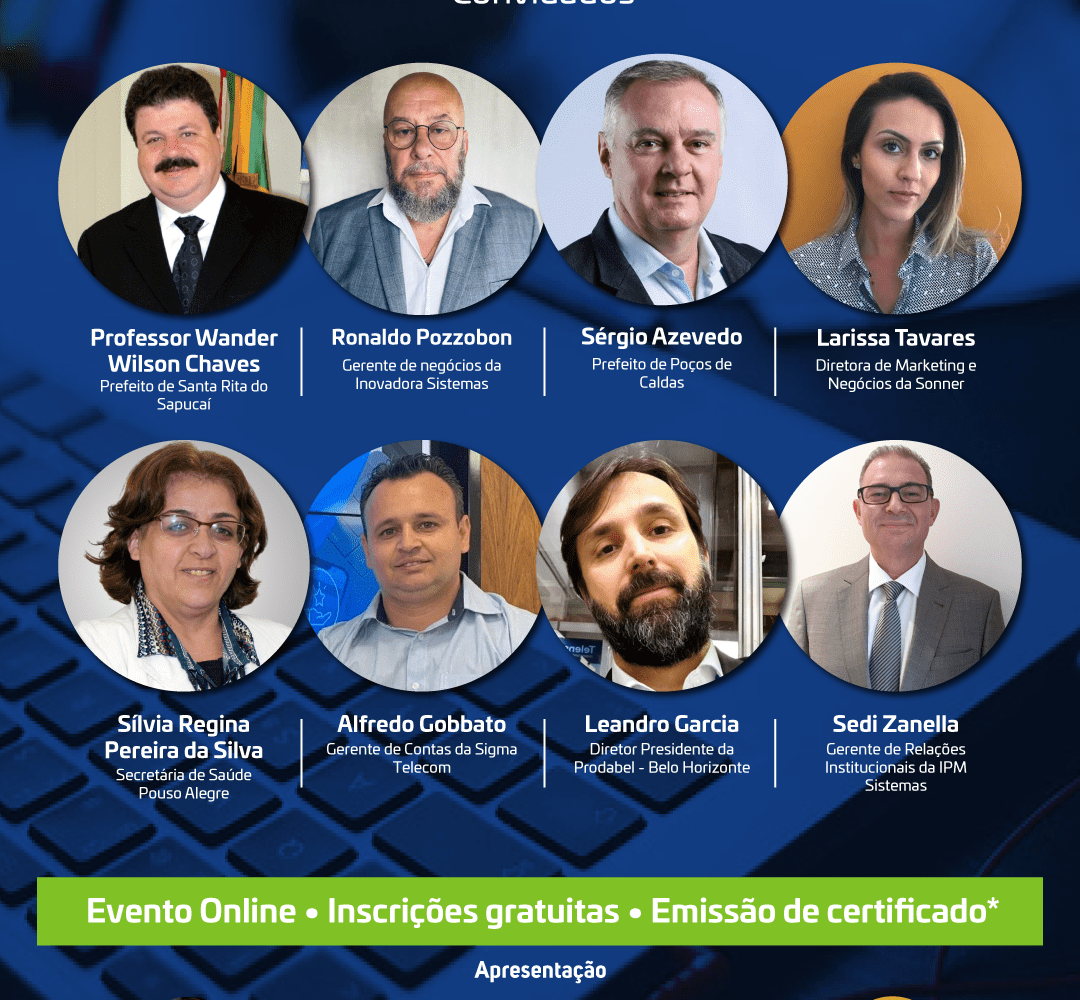 Convidados
Professor Wander
Wilson Chaves
Prefeito de Santa Rita do
Sapucaí
Ronaldo Pozzobon
Gerente de negócios da
Inovadora Sistemas
Sérgio Azevedo
Prefeito de Poços de
Caldas
Larissa Tavares
Diretora de Marketing e
Negócios da Sonner
Sílvia Regina
Pereira da Silva
Secretária de Saúde
Pouso Alegre
Alfredo Gobbato
Gerente de Contas da Sigma
Telecom
Leandro Garcia
Diretor Presidente da
Prodabel - Belo Horizonte
Sedi Zanella
Gerente de Relações
Institucionais da IPM
Sistemas
Evento Online • Inscrições gratuitas • Emissão de certificado*
Apresentação